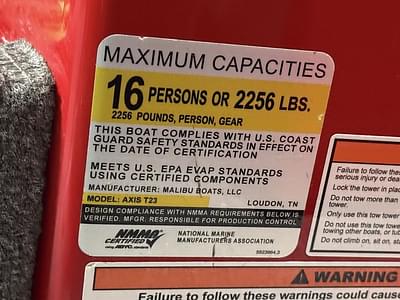 MAXIMUM CAPACITIES
16 PERSONS OR 2256 LBS.
2256 POUNDS, PERSON, GEAR
THIS BOAT COMPLIES WITH U.S. COAST
GUARD SAFETY STANDARDS IN EFFECT ON
THE DATE OF CERTIFICATION
MEETS U.S. EPA EVAP STANDARDS
USING CERTIFIED COMPONENTS
MANUFACTURER: MALIBU BOATS, LLC
MODEL: AXIS T23 LOUDON, TN
DESIGN COMPLIANCE WITH NMMA REQUIREMENTS BELOW IS
VERIFIED. MFGR. RESPONSIBLE FOR PRODUCTION CONTROL
NMMA
CERTIFIED
using ABYC stds.
NATIONAL MARINE
MANUFACTURERS ASSOCIATION
Failure to follow these
serious injury or dea
Lock the tower in plac
Do not tow more than
tower.
Only use this tow tower
Do not use this tow
towing other boats, or tub
Do not climb on, sit on, sta
WARNING
Failure to follow these warnings could